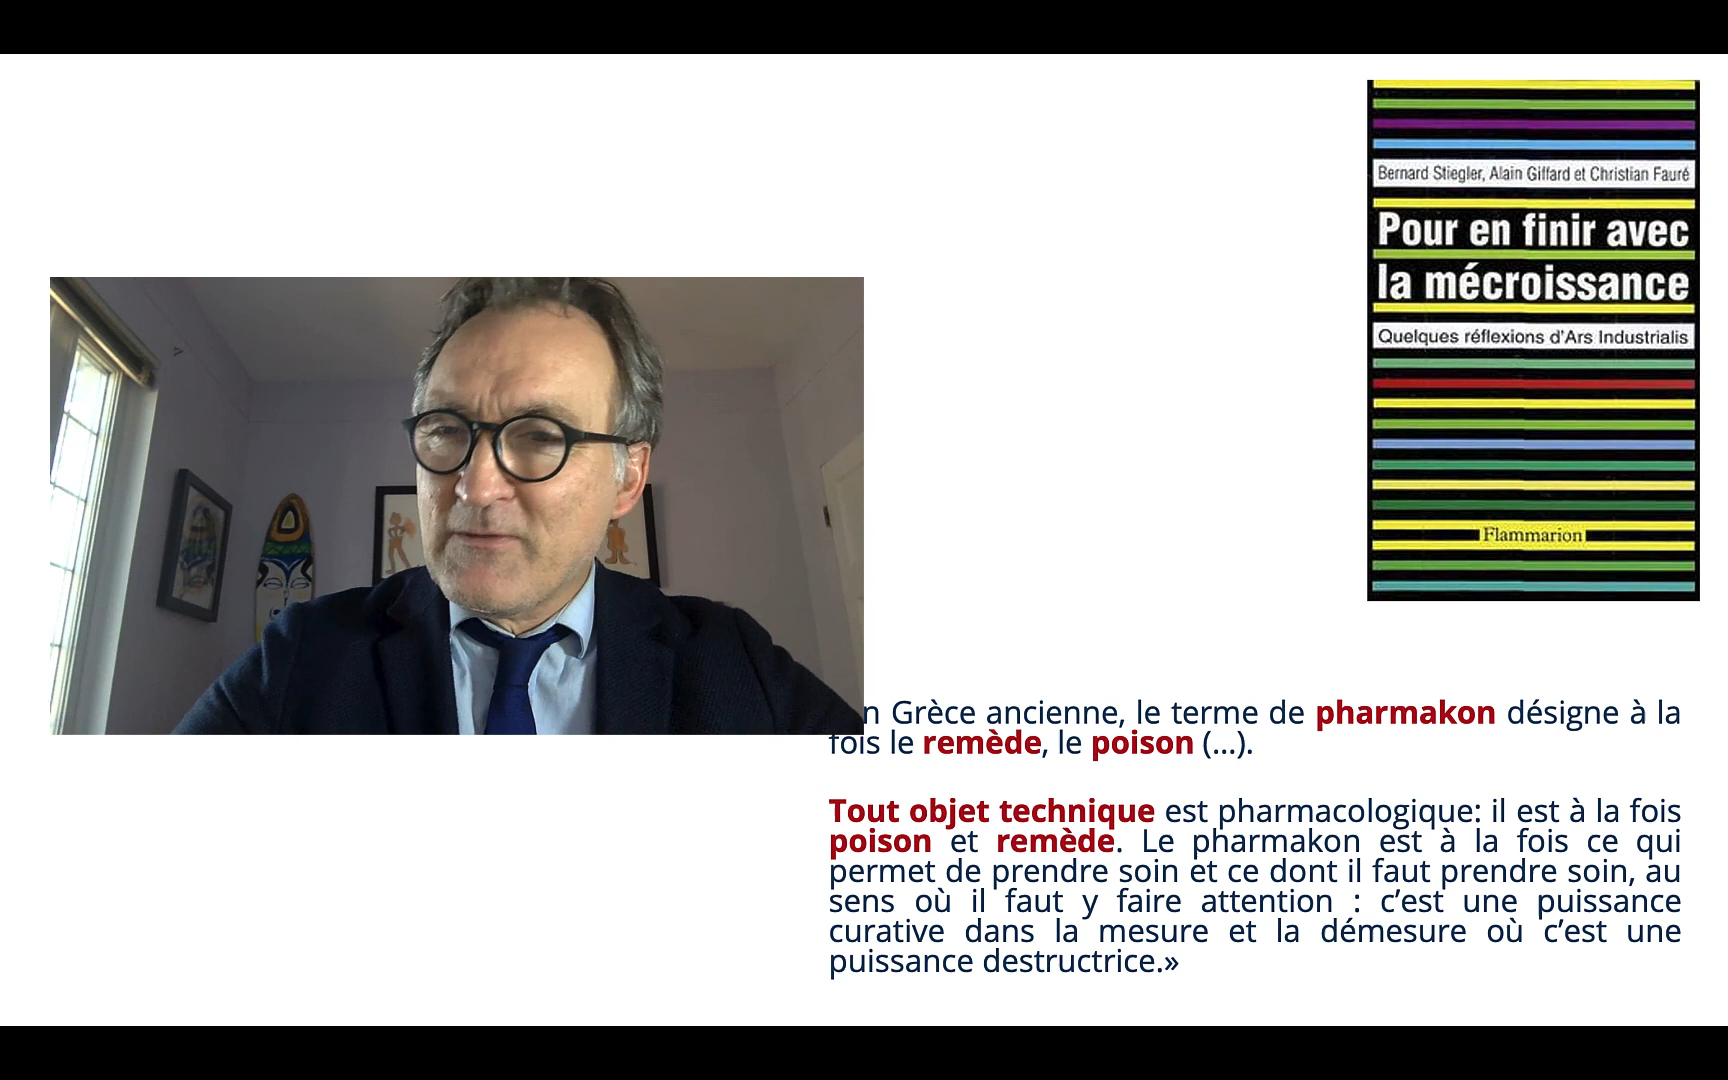 Bernard Stiegler, Alain Giffard et Christian Fauré
Pour en finir avec
la mécroissance
Quelques réflexions d'Ars Industrialis
Flammarion
n Grèce ancienne, le terme de pharmakon désigne à la
fois le remède, le poison (...).
Tout objet technique est pharmacologique: il est à la fois
poison et remède. Le pharmakon est à la fois ce qui
permet de prendre soin et ce dont il faut prendre soin, au
sens où il faut y faire attention : c’est une puissance
curative dans la mesure et la démesure où c’est une
puissance destructrice.»